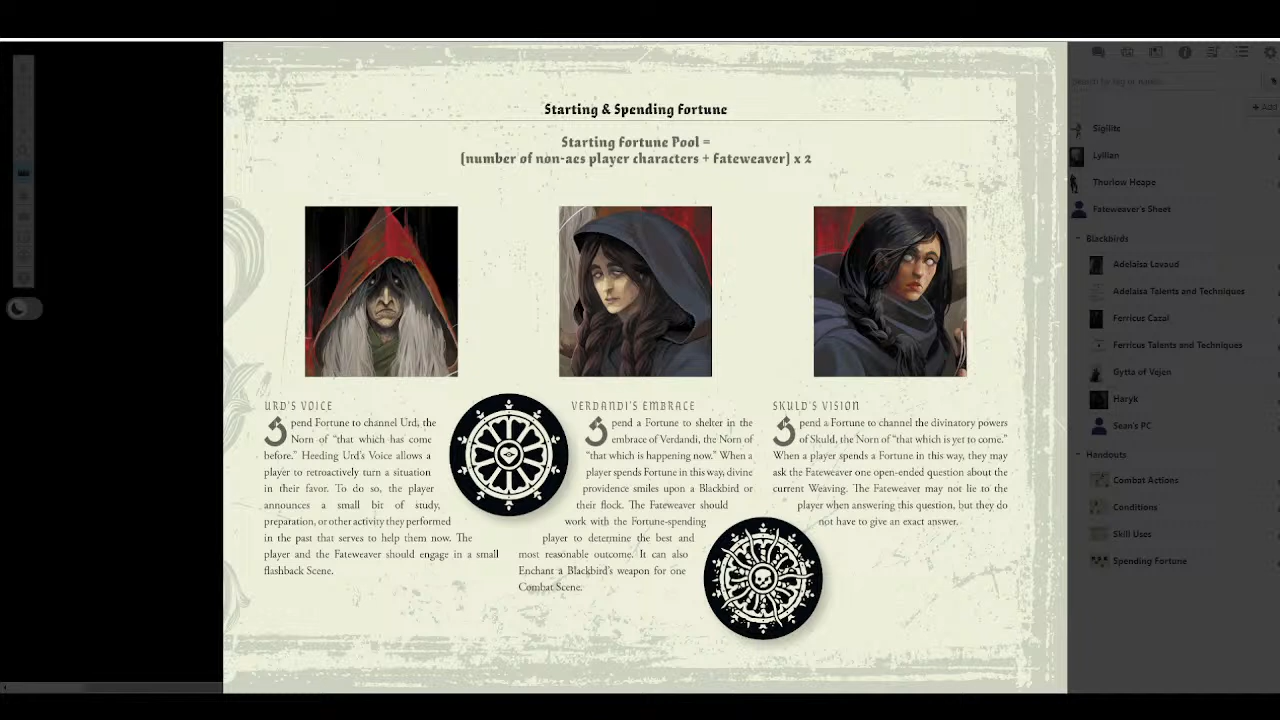 Starting & Spending Fortune
Starting Fortune Pool =
(number of non-aes player characters + fateweaver) x 2
URD'S VOICE
Spend Fortune to channel Urd, the
Norn of “that which has come
before.” Heeding Urd's Voice allows a
player to retroactively turn a situation
in their favor. To do so, the player
announces a small bit of study,
preparation, or other activity they performed
in the past that serves to help them now. The
player and the Fateweaver should engage in a small
flashback Scene.
VERDANDI'S EMBRACE
Spend a Fortune to shelter in the
embrace of Verdandi, the Norn of
“that which is happening now.” When a
player spends Fortune in this way, divine
providence smiles upon a Blackbird or
their flock. The Fateweaver should
work with the Fortune-spending
player to determine the best and
most reasonable outcome. It can also
Enchant a Blackbird's weapon for one
Combat Scene.
SKULD'S VISION
Spend a Fortune to channel the divinatory powers
of Skuld, the Norn of “that which is yet to come.”
When a player spends a Fortune in this way, they may
ask the Fateweaver one open-ended question about the
current Weaving. The Fateweaver may not lie to the
player when answering this question, but they do
not have to give an exact answer.
Search by tag or name...
+ Add
Sigilite
Lyllian
Thurlow Heape
Fateweaver's Sheet
Blackbirds
Adelaisa Lovoud
Adelaisa Talents and Techniques
Ferricus Cazal
Ferricus Talents and Techniques
Gytta of Vejen
Haryk
Sean's PC
Handouts
Combat Actions
Conditions
Skill Uses
Spending Fortune